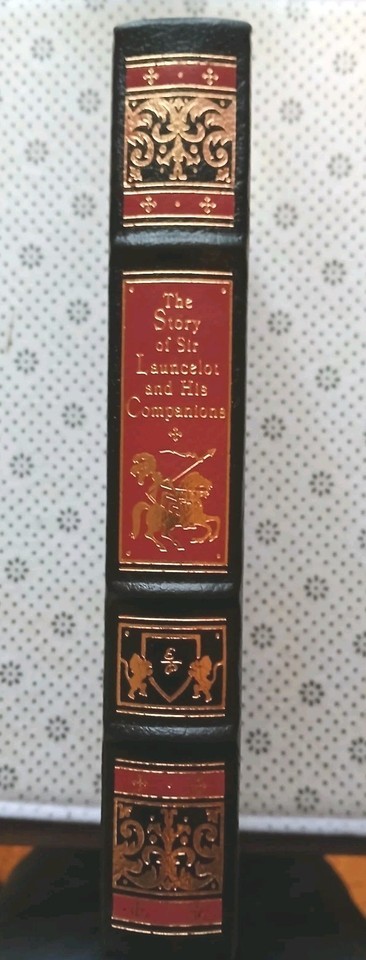 The
Story
of Sir
Launcelot
and His
Companions
E
P